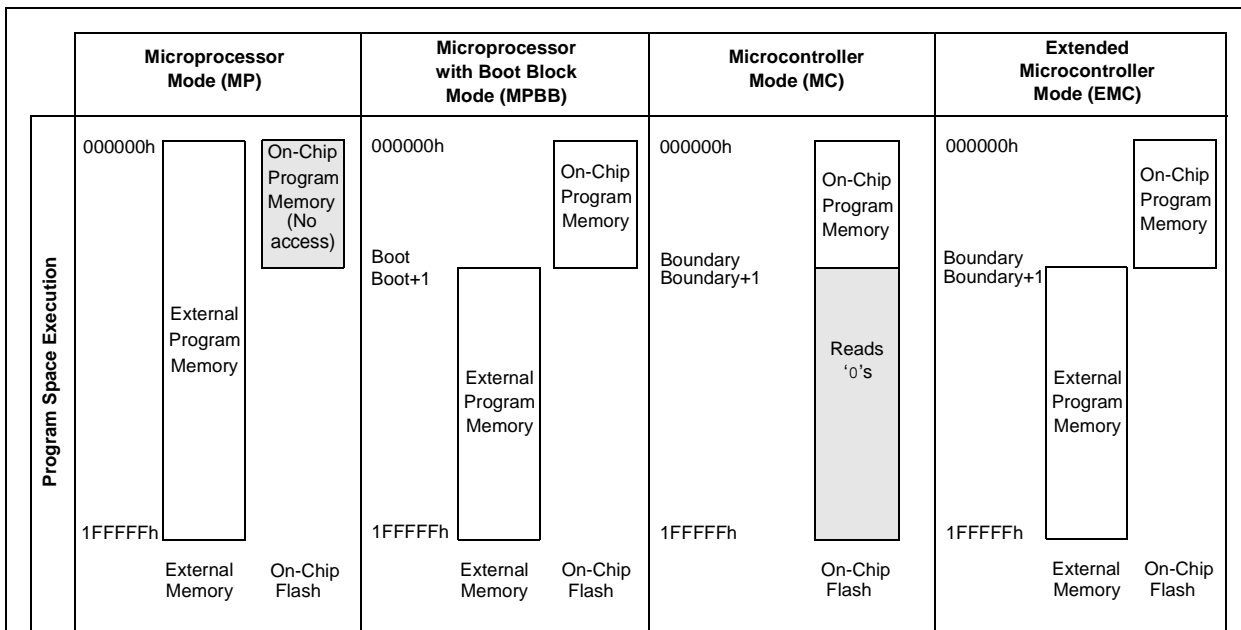 Microprocessor
Mode (MP)
Microprocessor
with Boot Block
Mode (MPBB)
Microcontroller
Mode (MC)
Extended
Microcontroller
Mode (EMC)
Program Space Execution
000000h
External
Program
Memory
1FFFFFh
External
Memory
On-Chip
Program
Memory
(No
access)
On-Chip
Flash
000000h
Boot
Boot+1
1FFFFFh
External
Program
Memory
External
Memory
On-Chip
Program
Memory
On-Chip
Flash
000000h
Boundary
Boundary+1
1FFFFFh
On-Chip
Program
Memory
Reads
‘0’s
On-Chip
Flash
000000h
Boundary
Boundary+1
1FFFFFh
External
Program
Memory
External
Memory
On-Chip
Program
Memory
On-Chip
Flash